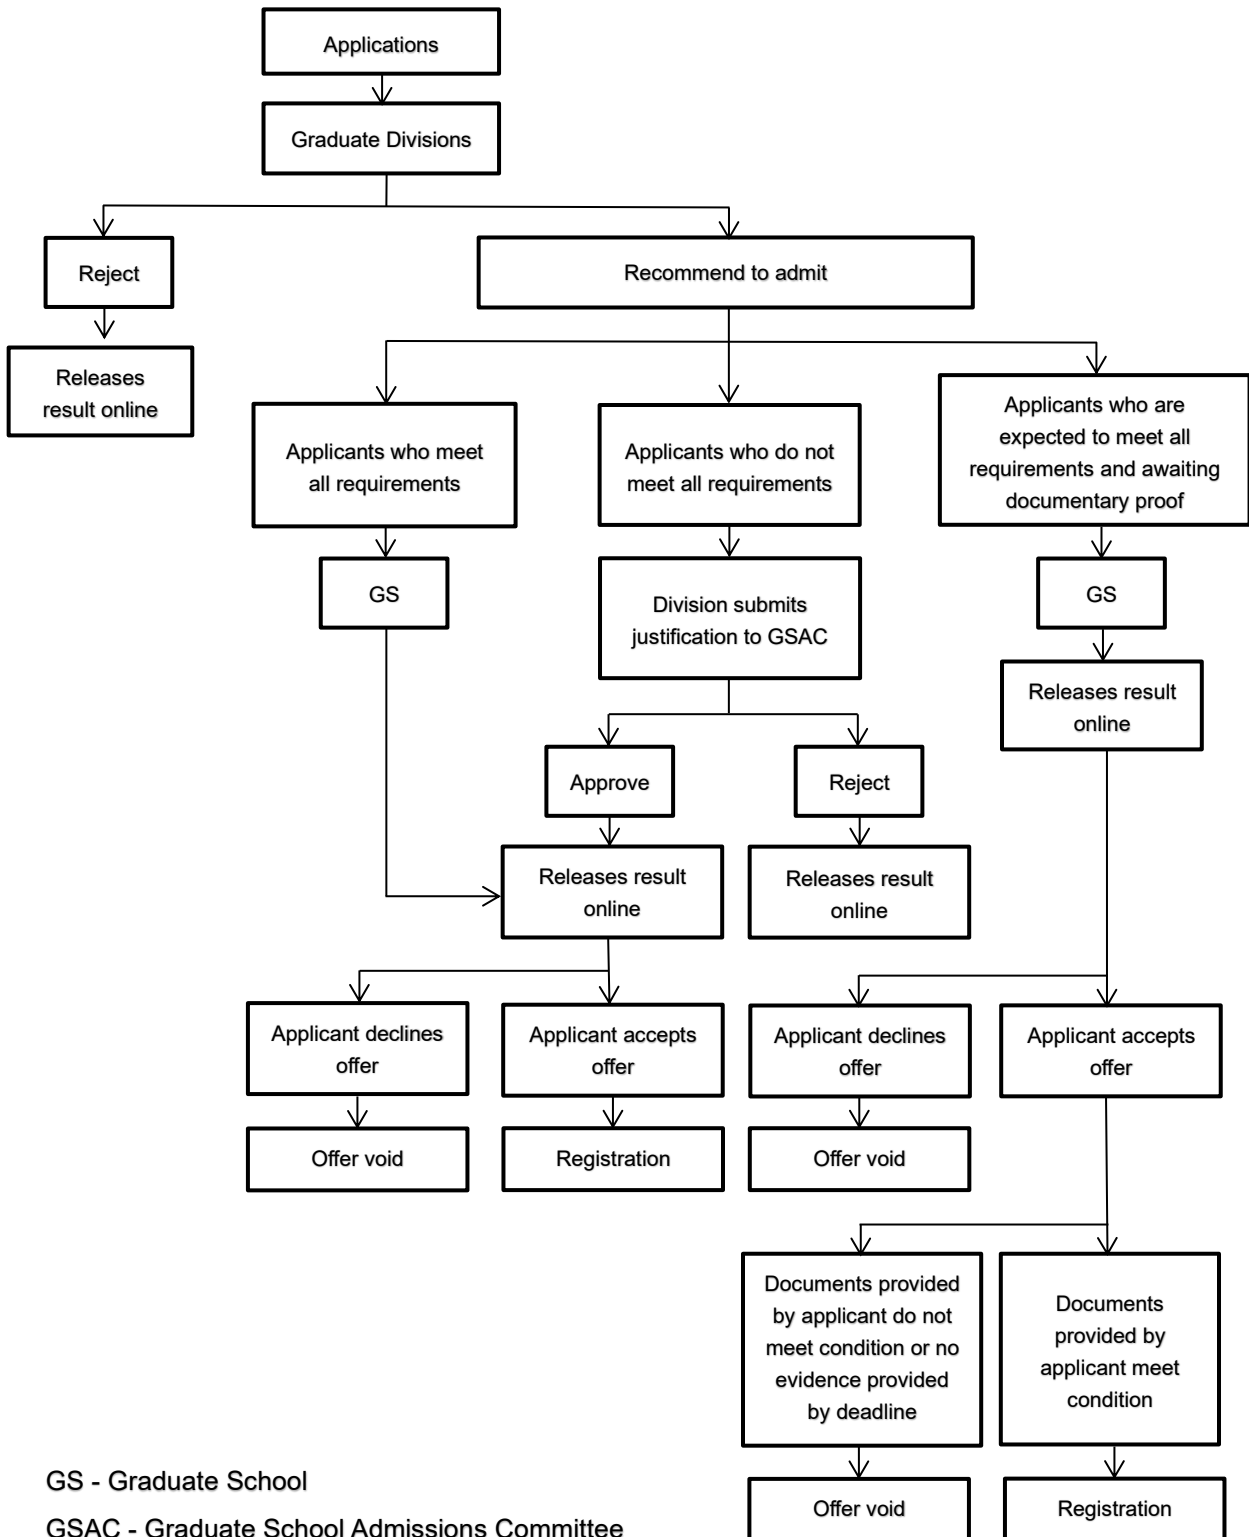 Applications
Graduate Divisions
Reject
Recommend to admit
Releases
result online
Applicants who meet
all requirements
Applicants who do not
meet all requirements
Applicants who are
expected to meet all
requirements and awaiting
documentary proof
GS
Division submits
justification to GSAC
GS
Releases result
online
Approve
Reject
Releases result
online
Releases result
online
Applicant declines
offer
Applicant accepts
offer
Applicant declines
offer
Applicant accepts
offer
Offer void
Registration
Offer void
Documents provided
by applicant do not
meet condition or no
evidence provided
by deadline
Documents
provided by
applicant meet
condition
Offer void
Registration
GS - Graduate School
GSAC - Graduate School Admissions Committee